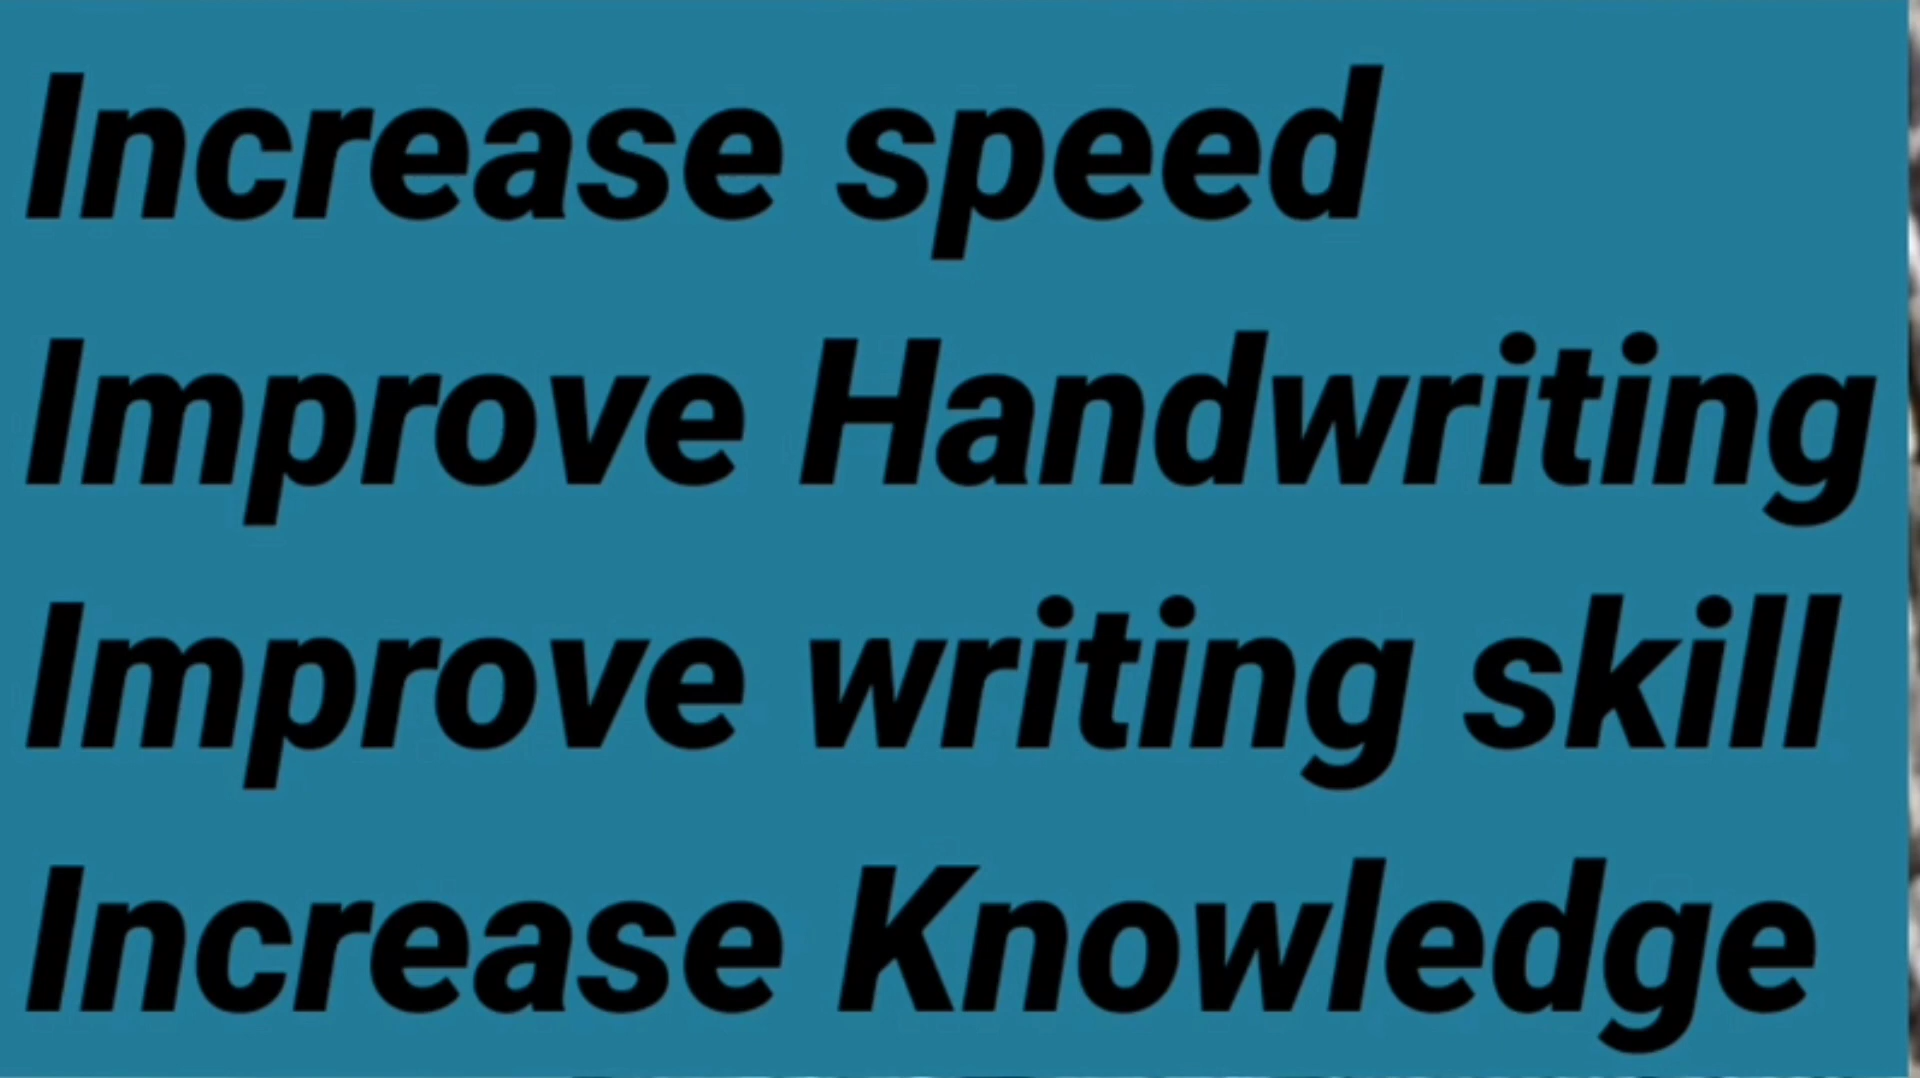 Increase speed
Improve Handwriting
Improve writing skill
Increase Knowledge